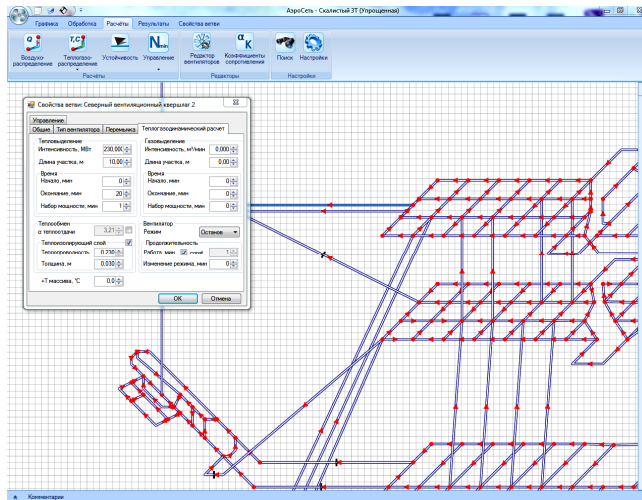 АэроСеть - Скалистый 3Т (Упрощенная)
Графика Обработка Расчёты Результаты Свойства ветви
Q T,C N min α K
Воздухо-распределение
Теплогазо-распределение
Устойчивость
Управление
Редактор вентиляторов
Коэффициенты сопротивления
Поиск
Настройки
Расчёты Редакторы Настройки
Свойства ветви: Северный вентиляционный квершлаг 2
Управление
Общие Тип вентилятора Перемычка Теплогазодинамический расчет
Тепловыделение
Интенсивность, МВт 230,00
Длина участка, м 10,00
Время
Начало, мин 0
Окончание, мин 20
Набор мощности, мин 1
Газовыделение
Интенсивность, м³/мин 0,000
Длина участка, м 0,00
Время
Начало, мин 0
Окончание, мин 0
Набор мощности, мин 0
Теплообмен
α теплоотдачи 3,21
Теплоизолирующий слой
Теплопроводность 0,230
Толщина, м 0,030
+Т массива, °C 0,0
Вентилятор
Режим Останов
Продолжительность
Работа, мин 1
Изменение режима, мин 0
OK Отмена
Комментарии